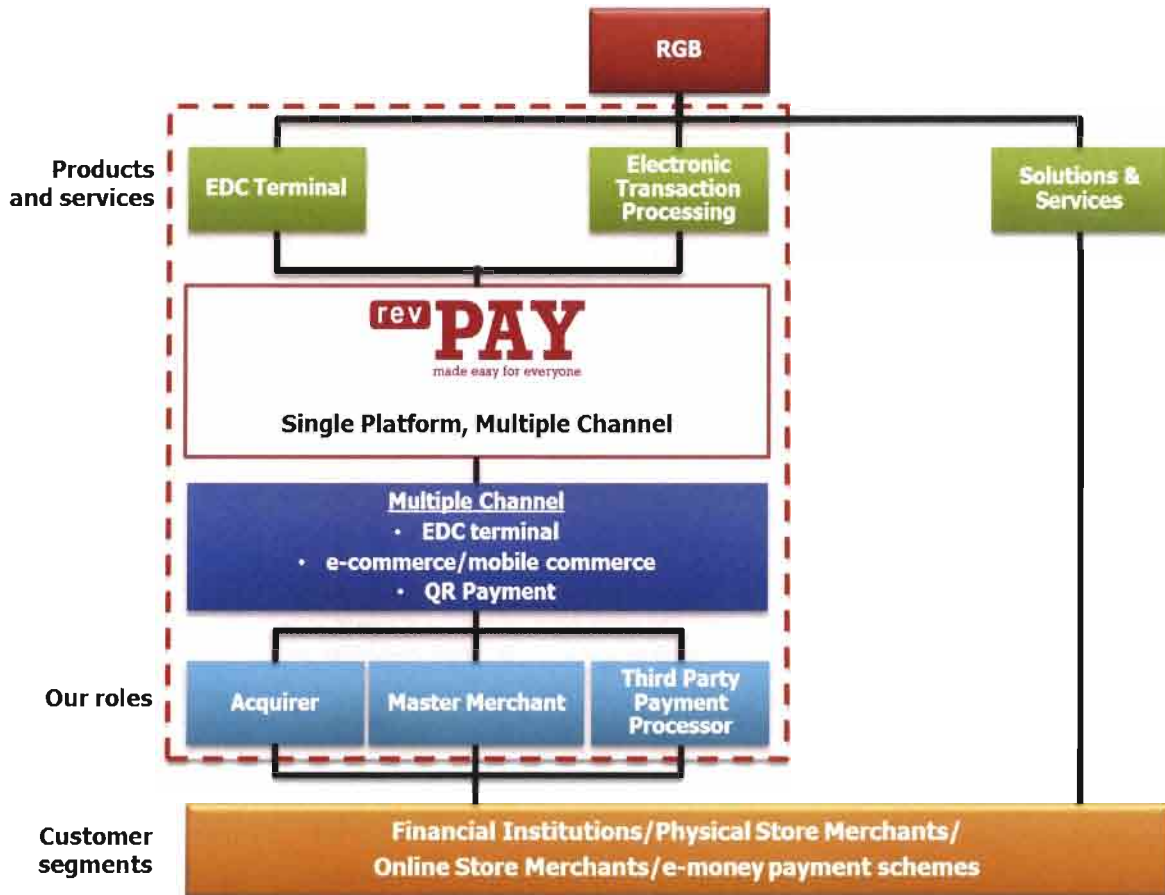 RGB
Products
and services
EDC Terminal
Electronic
Transaction
Processing
Solutions &
Services
rev PAY
made easy for everyone
Single Platform, Multiple Channel
Multiple Channel
• EDC terminal
• e-commerce/mobile commerce
• QR Payment
Our roles
Acquirer
Master Merchant
Third Party
Payment
Processor
Customer
segments
Financial Institutions/Physical Store Merchants/
Online Store Merchants/e-money payment schemes